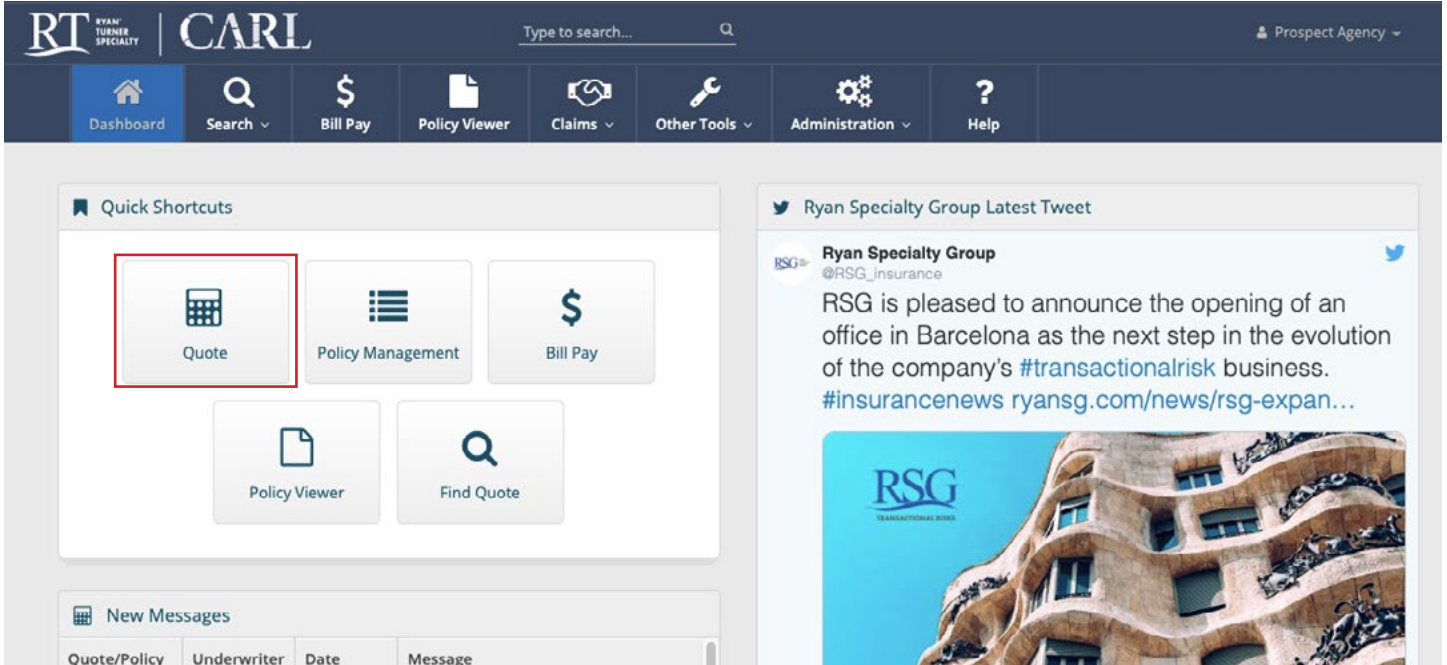 RT RYAN TURNER SPECIALTY | CARL
Type to search...
Prospect Agency
Dashboard
Search
Bill Pay
Policy Viewer
Claims
Other Tools
Administration
Help
Quick Shortcuts
Quote
Policy Management
Bill Pay
Policy Viewer
Find Quote
New Messages
Quote/Policy Underwriter Date Message
Ryan Specialty Group Latest Tweet
RSG
Ryan Specialty Group
@RSG_insurance
RSG is pleased to announce the opening of an
office in Barcelona as the next step in the evolution
of the company’s #transactionalrisk business.
#insurancenews ryansg.com/news/rsg-expan…
RSG
TRANSACTIONAL RISKS